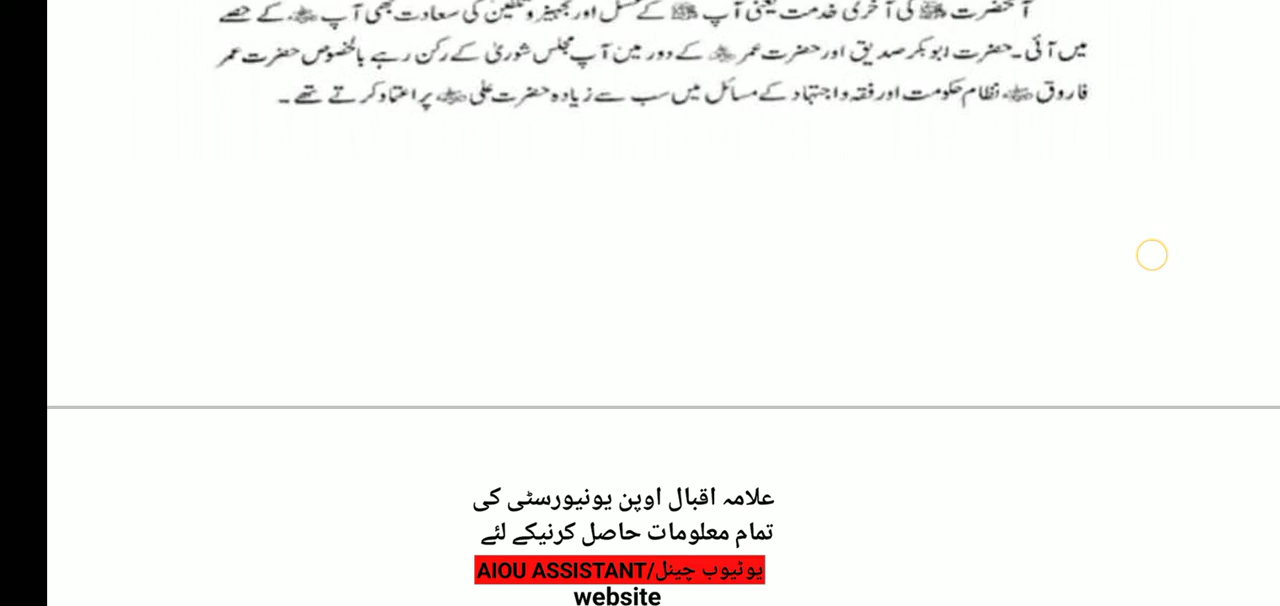 آنحضرت ﷺ کی آخری خدمت یعنی آپ ﷺ کے غسل اور تجہیز و تکفین کی سعادت بھی آپ ؓ کے حصے
میں آئی۔ حضرت ابوبکر صدیق اور حضرت عمر ؓ کے دور میں آپ مجلس شوریٰ کے رکن رہے بالخصوص حضرت عمر
فاروق ؓ نظام حکومت اور فقہ و اجتہاد کے مسائل میں سب سے زیادہ حضرت علی ؓ پر اعتماد کرتے تھے۔
علامہ اقبال اوپن یونیورسٹی کی
تمام معلومات حاصل کرنیکے لئے
یوٹیوب چینل/AIOU ASSISTANT
website